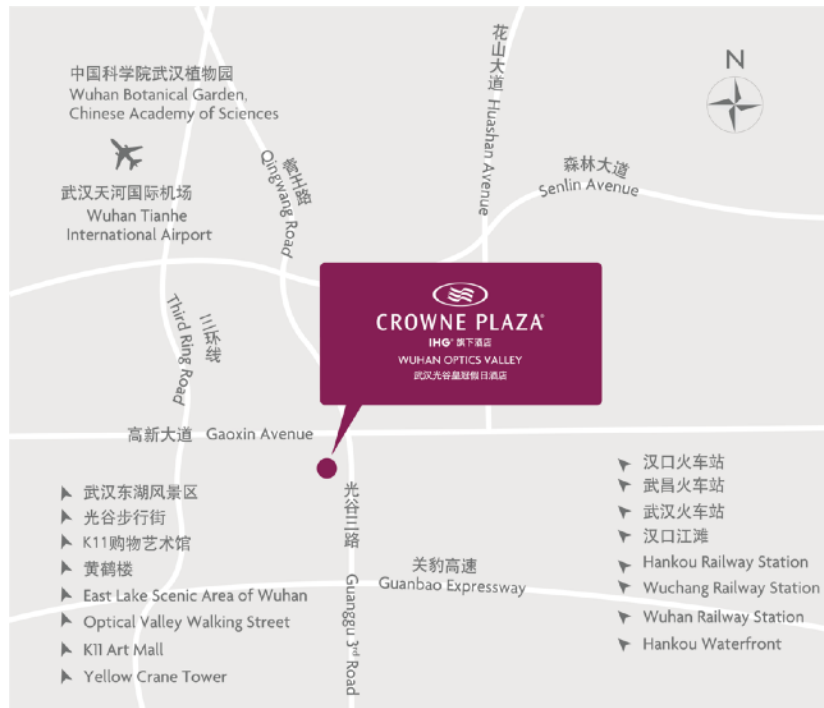 中国科学院武汉植物园
Wuhan Botanical Garden,
Chinese Academy of Sciences
武汉天河国际机场
Wuhan Tianhe
International Airport
青王路
Qingwang Road
花山大道 Huashan Avenue
N
森林大道
Senlin Avenue
三环线
Third Ring Road
CROWNE PLAZA
IHG® 旗下酒店
WUHAN OPTICS VALLEY
武汉光谷皇冠假日酒店
高新大道 Gaoxin Avenue
光谷三路 Guanggu 3rd Road
关豹高速
Guanbao Expressway
武汉东湖风景区
光谷步行街
K11购物艺术馆
黄鹤楼
East Lake Scenic Area of Wuhan
Optical Valley Walking Street
K11 Art Mall
Yellow Crane Tower
汉口火车站
武昌火车站
武汉火车站
汉口江滩
Hankou Railway Station
Wuchang Railway Station
Wuhan Railway Station
Hankou Waterfront